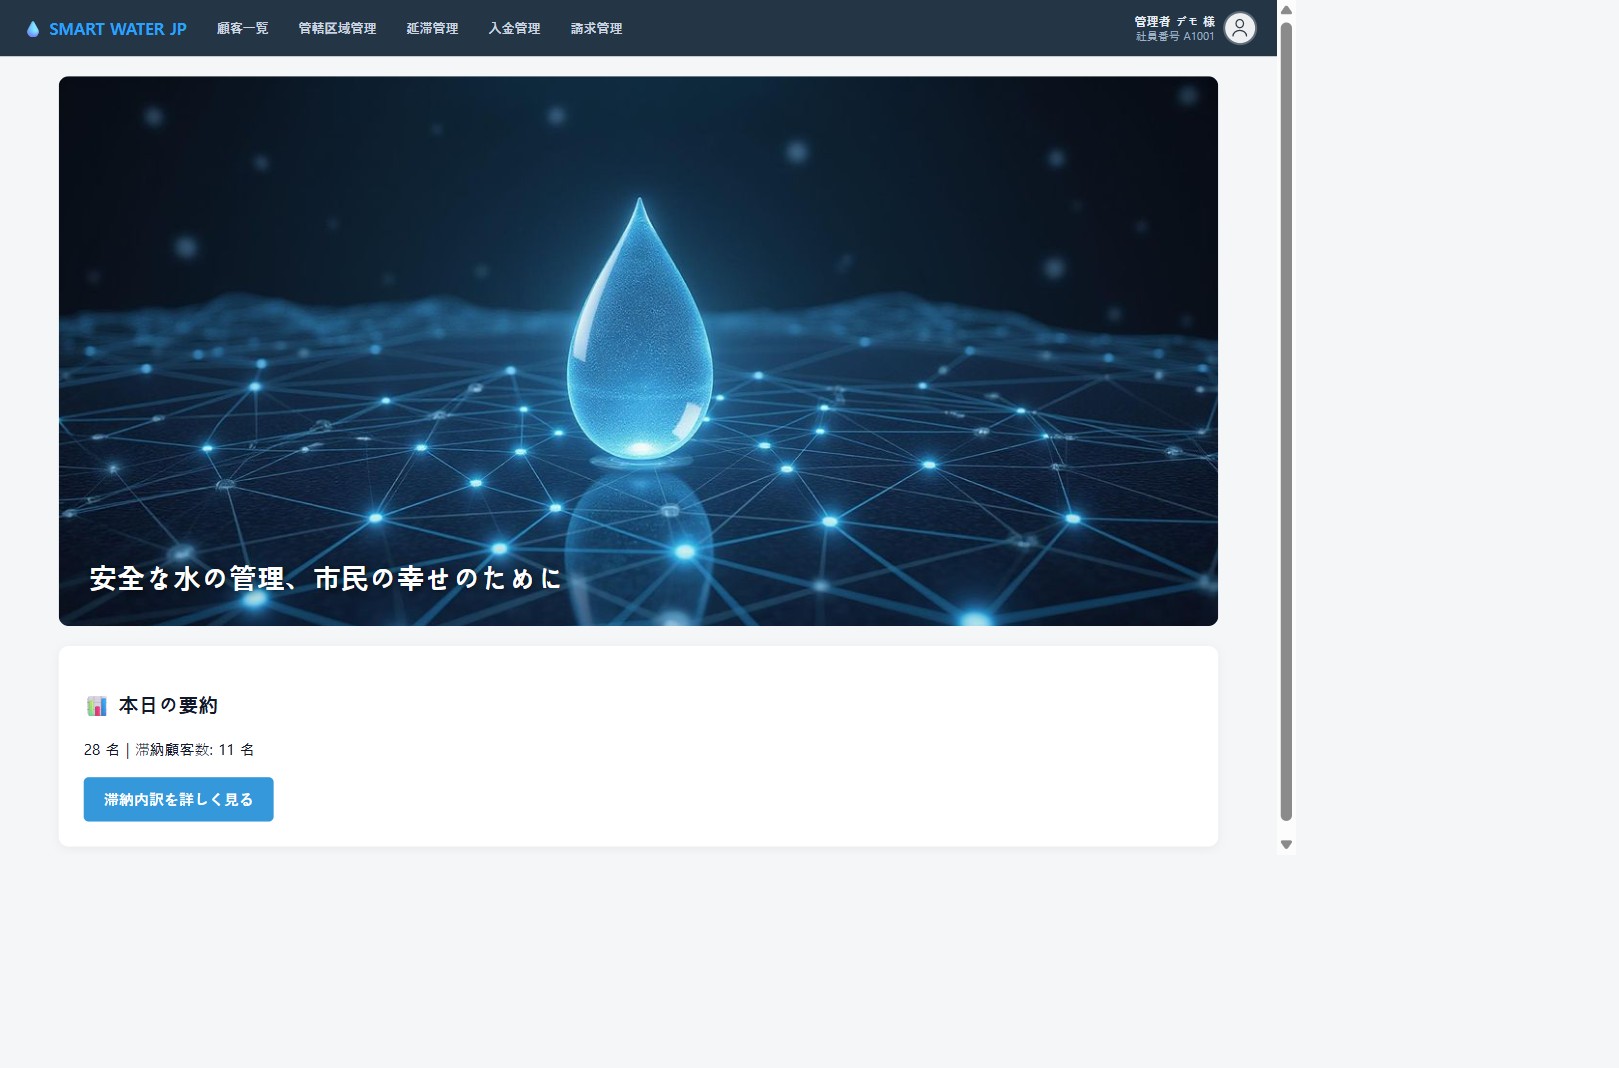 SMART WATER JP
顧客一覧
管轄区域管理
延滞管理
入金管理
請求管理
管理者 デモ 様
社員番号 A1001
安全な水の管理、市民の幸せのために
本日の要約
28 名 | 滞納顧客数: 11 名
滞納内訳を詳しく見る